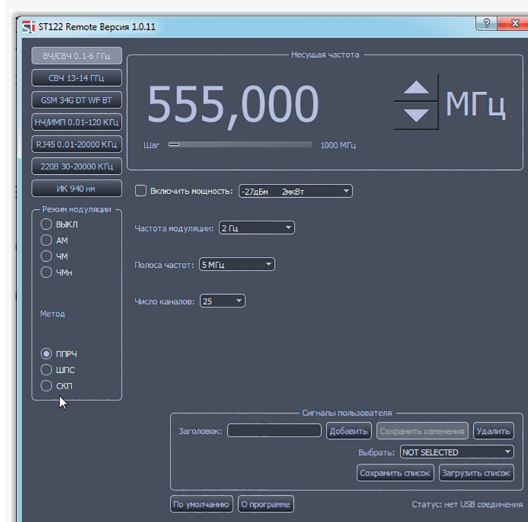 ST122 Remote Версия 1.0.11
ВЧ/СВЧ 0.1-6 ГГц
СВЧ 13-14 ГГц
GSM 34G DT WF BT
НЧ/ИМП 0.01-120 КГц
RJ45 0.01-20000 КГц
220В 30-20000 КГц
ИК 940 нм
Несущая частота
555,000 МГц
Шаг 1000 МГц
Включить мощность: -27дБм 2мкВт
Режим модуляции
ВЫКЛ
АМ
ЧМ
ЧМн
Метод
ППРЧ
ШПС
СКП
Частота модуляции: 2 Гц
Полоса частот: 5 МГц
Число каналов: 25
Сигналы пользователя
Заголовок: Добавить Сохранить изменения Удалить
Выбрать: NOT SELECTED
Сохранить список Загрузить список
По умолчанию О программе Статус: нет USB соединения